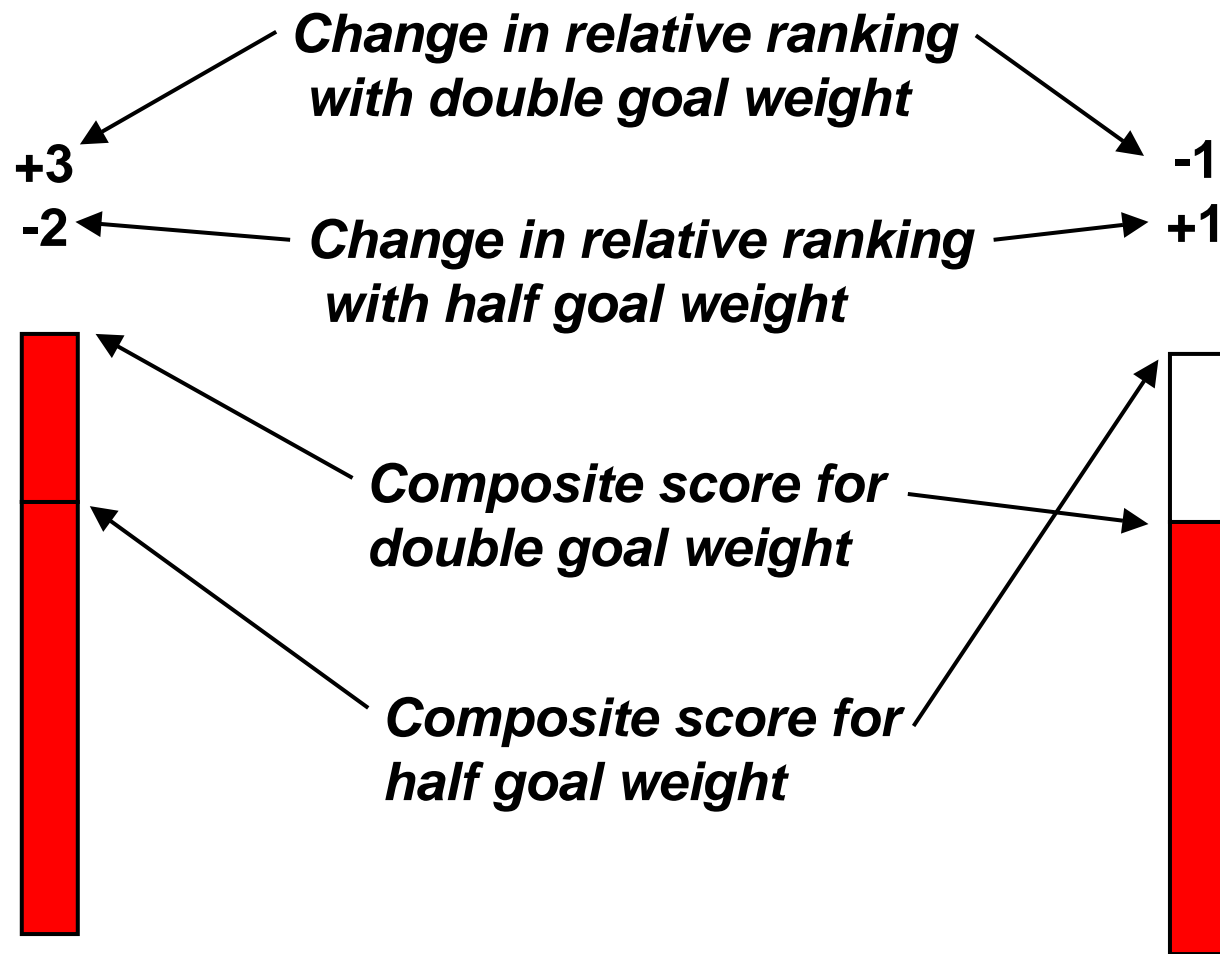 Change in relative ranking
with double goal weight
+3
-1
-2
+1
Change in relative ranking
with half goal weight
Composite score for
double goal weight
Composite score for
half goal weight